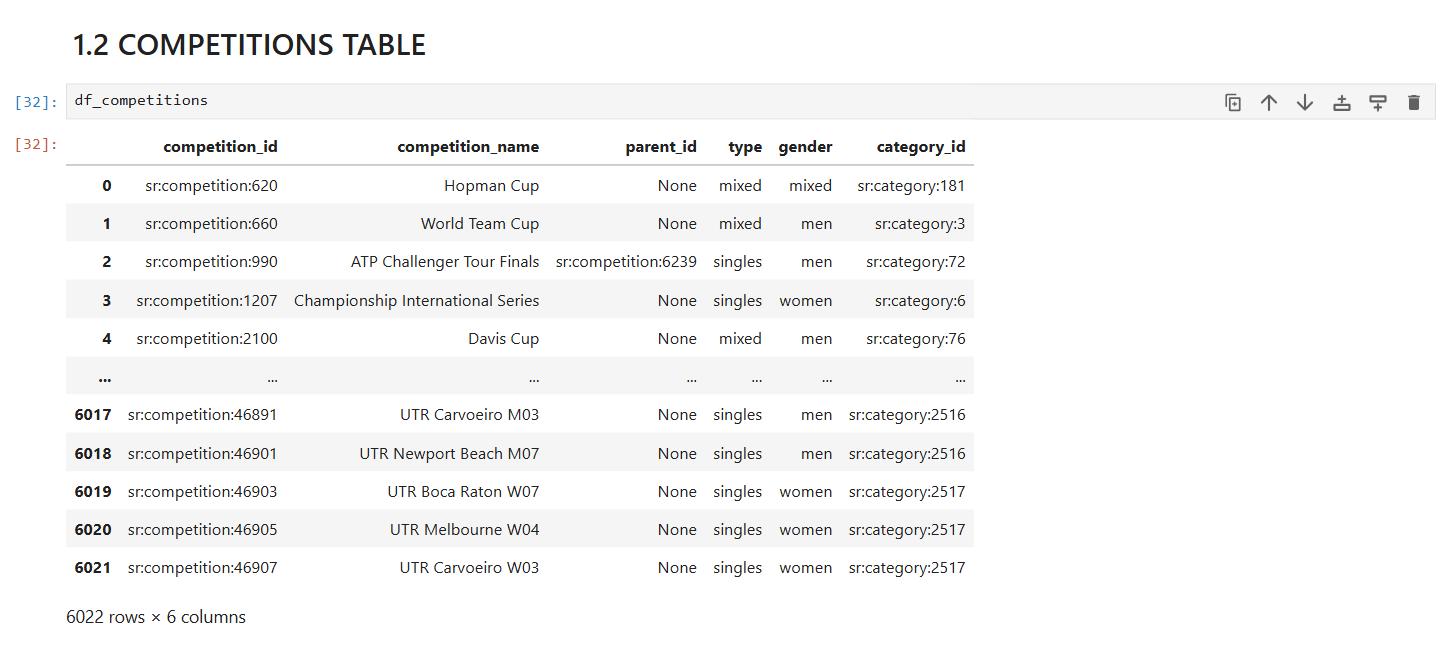 1.2 COMPETITIONS TABLE
[32]: df_competitions
[32]:
competition_id competition_name parent_id type gender category_id
0 sr:competition:620 Hopman Cup None mixed mixed sr:category:181
1 sr:competition:660 World Team Cup None mixed men sr:category:3
2 sr:competition:990 ATP Challenger Tour Finals sr:competition:6239 singles men sr:category:72
3 sr:competition:1207 Championship International Series None singles women sr:category:6
4 sr:competition:2100 Davis Cup None mixed men sr:category:76
... ... ... ... ... ... ...
6017 sr:competition:46891 UTR Carvoeiro M03 None singles men sr:category:2516
6018 sr:competition:46901 UTR Newport Beach M07 None singles men sr:category:2516
6019 sr:competition:46903 UTR Boca Raton W07 None singles women sr:category:2517
6020 sr:competition:46905 UTR Melbourne W04 None singles women sr:category:2517
6021 sr:competition:46907 UTR Carvoeiro W03 None singles women sr:category:2517
6022 rows × 6 columns